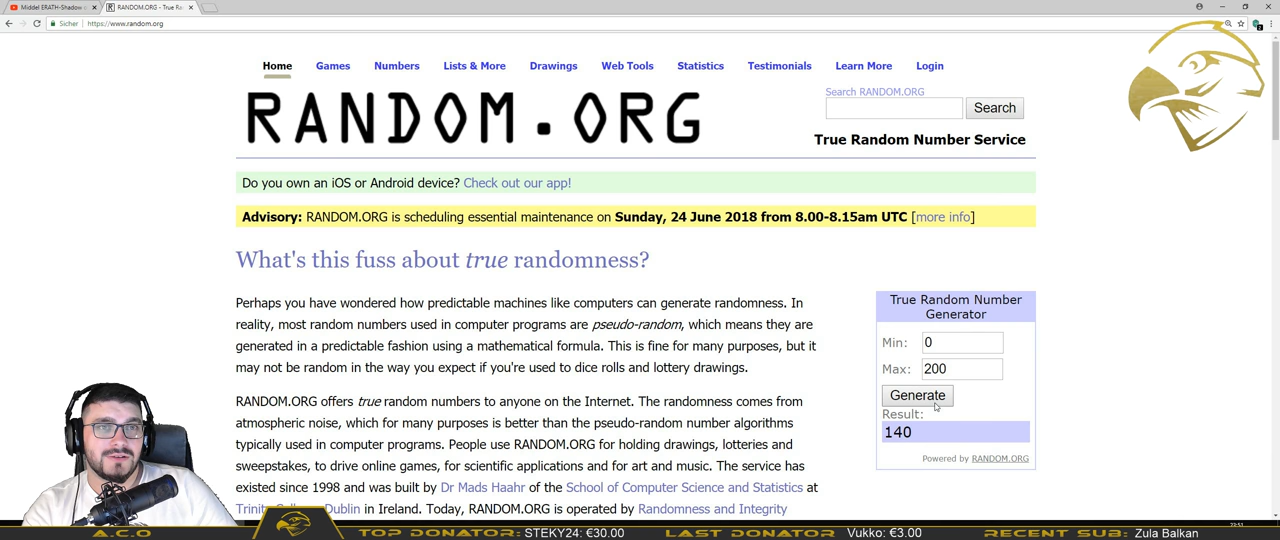 Middel ERATH-Shadow
RANDOM.ORG - True Ra
Sicher
https://www.random.org
Home Games Numbers Lists & More Drawings Web Tools Statistics Testimonials Learn More Login
RANDOM.ORG
Search RANDOM.ORG
Search
True Random Number Service
Do you own an iOS or Android device? Check out our app!
Advisory: RANDOM.ORG is scheduling essential maintenance on Sunday, 24 June 2018 from 8.00-8.15am UTC [more info]
What's this fuss about true randomness?
Perhaps you have wondered how predictable machines like computers can generate randomness. In
reality, most random numbers used in computer programs are pseudo-random, which means they are
generated in a predictable fashion using a mathematical formula. This is fine for many purposes, but it
may not be random in the way you expect if you're used to dice rolls and lottery drawings.
RANDOM.ORG offers true random numbers to anyone on the Internet. The randomness comes from
atmospheric noise, which for many purposes is better than the pseudo-random number algorithms
typically used in computer programs. People use RANDOM.ORG for holding drawings, lotteries and
sweepstakes, to drive online games, for scientific applications and for art and music. The service has
existed since 1998 and was built by Dr Mads Haahr of the School of Computer Science and Statistics at
Dublin in Ireland. Today, RANDOM.ORG is operated by Randomness and Integrity
True Random Number
Generator
Min: 0
Max: 200
Generate
Result:
140
Powered by RANDOM.ORG
A.C.O TOP DONATOR: STEKY24: €30.00 LAST DONATOR Vukko: €3.00 RECENT SUB: Zula Balkan